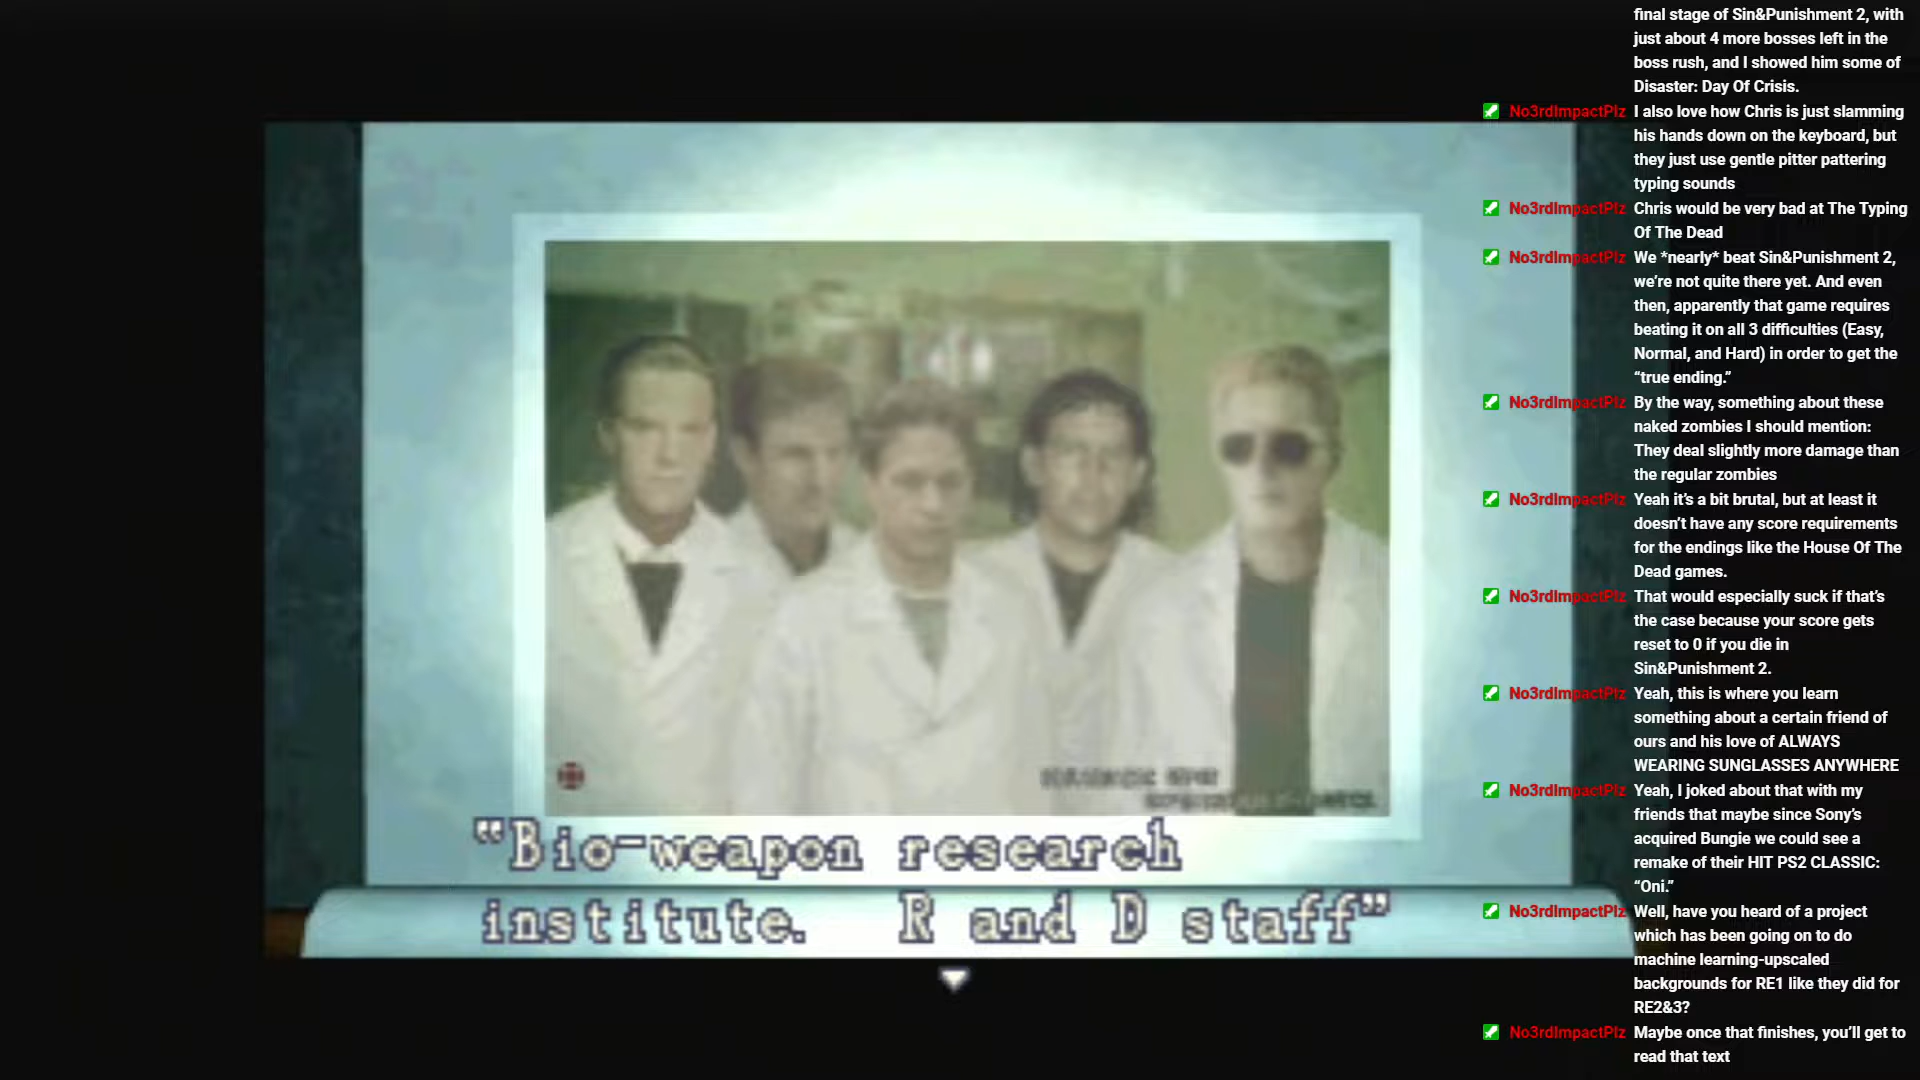 "Bio-weapon research
institute. R and D staff"
final stage of Sin&Punishment 2, with
just about 4 more bosses left in the
boss rush, and I showed him some of
Disaster: Day Of Crisis.
No3rdImpactPlz I also love how Chris is just slamming
his hands down on the keyboard, but
they just use gentle pitter pattering
typing sounds
No3rdImpactPlz Chris would be very bad at The Typing
Of The Dead
No3rdImpactPlz We *nearly* beat Sin&Punishment 2,
we’re not quite there yet. And even
then, apparently that game requires
beating it on all 3 difficulties (Easy,
Normal, and Hard) in order to get the
“true ending.”
No3rdImpactPlz By the way, something about these
naked zombies I should mention:
They deal slightly more damage than
the regular zombies
No3rdImpactPlz Yeah it’s a bit brutal, but at least it
doesn’t have any score requirements
for the endings like the House Of The
Dead games.
No3rdImpactPlz That would especially suck if that’s
the case because your score gets
reset to 0 if you die in
Sin&Punishment 2.
No3rdImpactPlz Yeah, this is where you learn
something about a certain friend of
ours and his love of ALWAYS
WEARING SUNGLASSES ANYWHERE
No3rdImpactPlz Yeah, I joked about that with my
friends that maybe since Sony’s
acquired Bungie we could see a
remake of their HIT PS2 CLASSIC:
“Oni.”
No3rdImpactPlz Well, have you heard of a project
which has been going on to do
machine learning-upscaled
backgrounds for RE1 like they did for
RE2&3?
No3rdImpactPlz Maybe once that finishes, you’ll get to
read that text